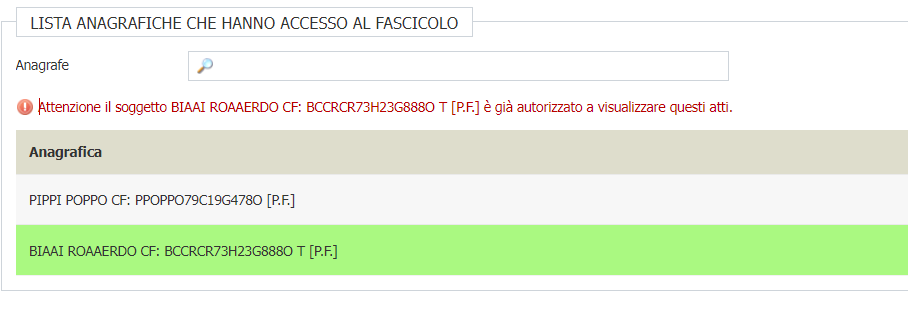 LISTA ANAGRAFICHE CHE HANNO ACCESSO AL FASCICOLO
Anagrafe
Attenzione il soggetto BIAAI ROAAERDO CF: BCCRCR73H23G888O T [P.F.] è già autorizzato a visualizzare questi atti.
Anagrafica
PIPPI POPPO CF: PPOPPO79C19G478O [P.F.]
BIAAI ROAAERDO CF: BCCRCR73H23G888O T [P.F.]